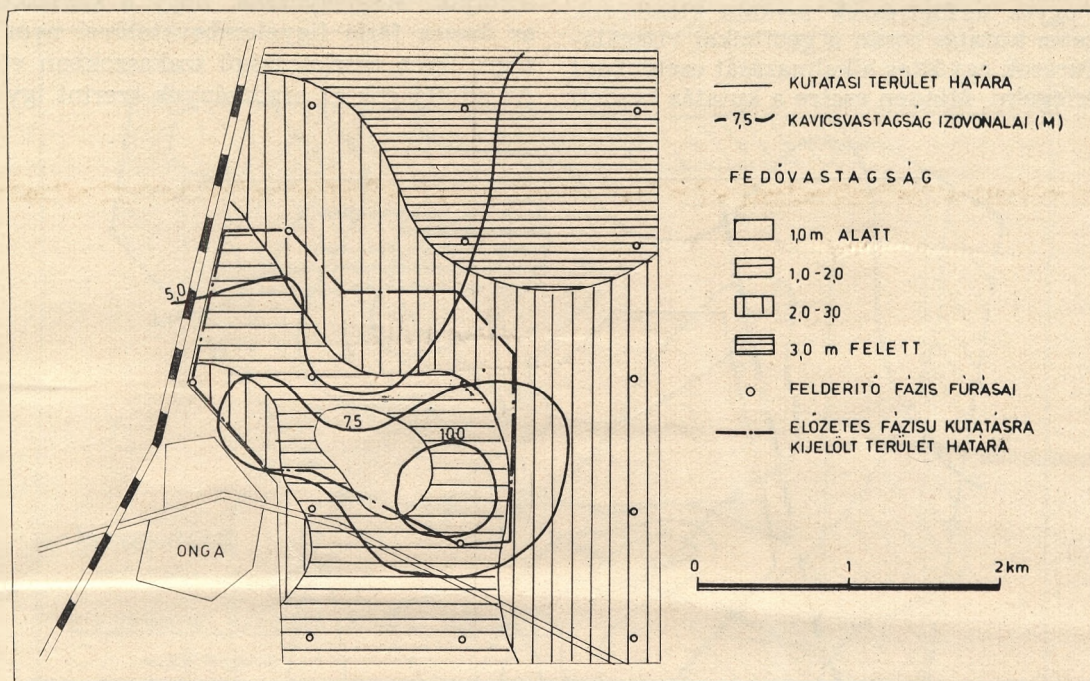 KUTATÁSI TERÜLET HATÁRA
7,5 KAVICSVASTAGSÁG IZOVONALAI (M)
FEDŐVASTAGSÁG
1,0 m ALATT
1,0-2,0
2,0-3,0
3,0 m FELETT
FELDERITŐ FÁZIS FÚRÁSAI
ELŐZETES FÁZISU KUTATÁSRA
KIJELÖLT TERÜLET HATÁRA
5,0
7,5
10,0
ONGA
0 1 2 km